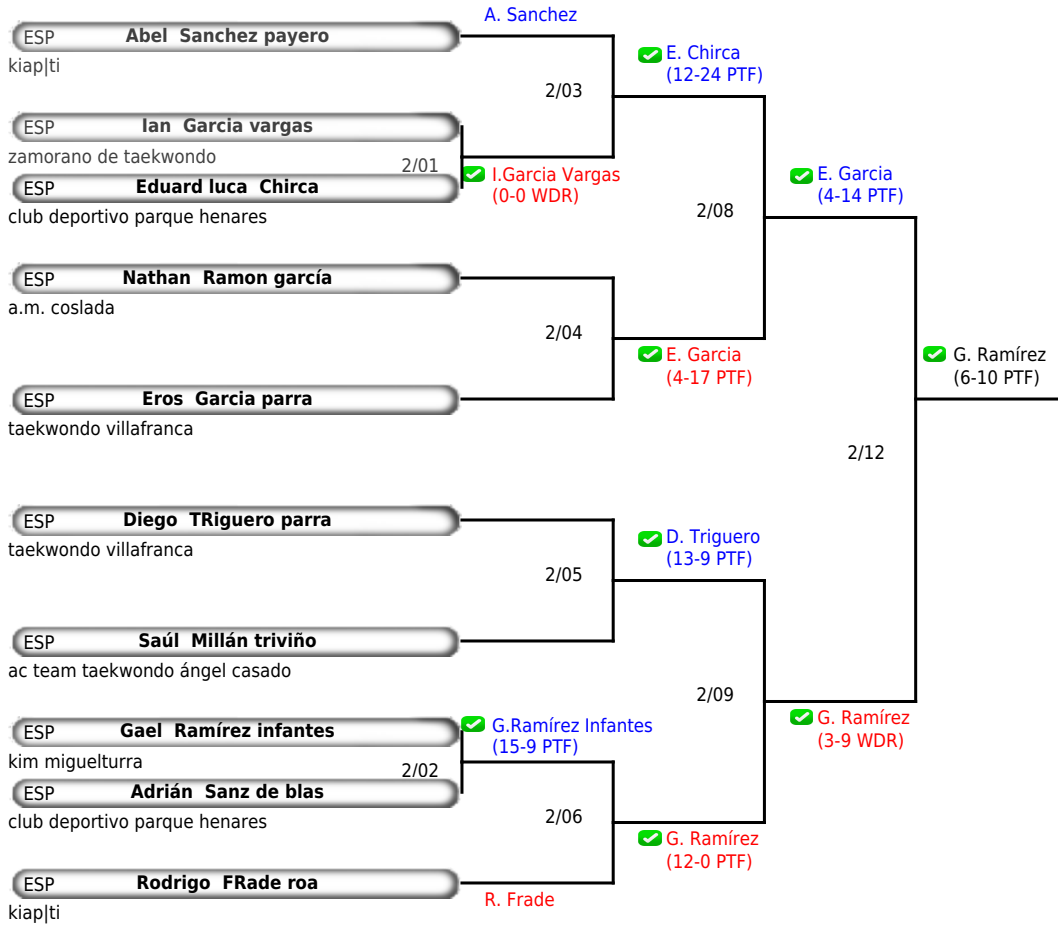 A. Sanchez
ESP Abel Sanchez payero
kiap|ti
E. Chirca
(12-24 PTF)
2/03
ESP Ian Garcia vargas
zamorano de taekwondo
2/01
I.Garcia Vargas
(0-0 WDR)
ESP Eduard luca Chirca
club deportivo parque henares
E. Garcia
(4-14 PTF)
2/08
ESP Nathan Ramon garcía
a.m. coslada
2/04
E. Garcia
(4-17 PTF)
G. Ramírez
(6-10 PTF)
ESP Eros Garcia parra
taekwondo villafranca
2/12
ESP Diego TRiguero parra
taekwondo villafranca
D. Triguero
(13-9 PTF)
2/05
ESP Saúl Millán triviño
ac team taekwondo ángel casado
2/09
G. Ramírez
(3-9 WDR)
ESP Gael Ramírez infantes
kim miguelturra
G.Ramírez Infantes
(15-9 PTF)
2/02
ESP Adrián Sanz de blas
club deportivo parque henares
2/06
G. Ramírez
(12-0 PTF)
ESP Rodrigo FRade roa
kiap|ti
R. Frade